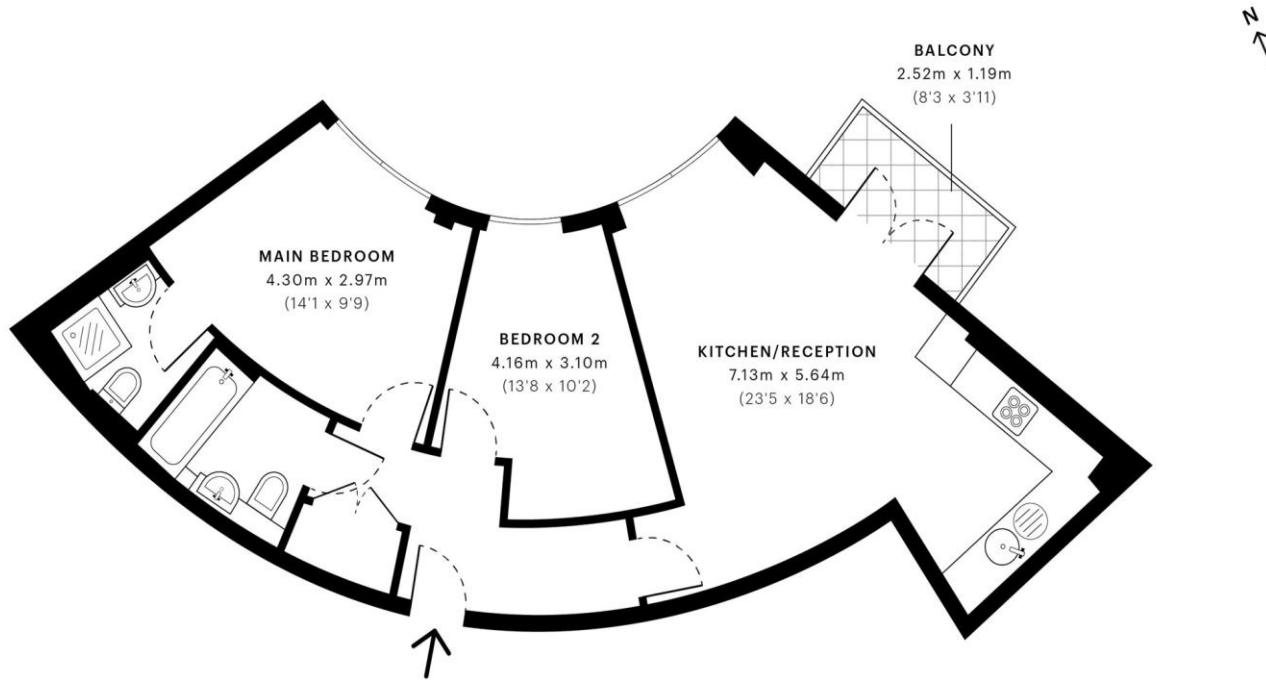 N
BALCONY
2.52m x 1.19m
(8'3 x 3'11)
MAIN BEDROOM
4.30m x 2.97m
(14'1 x 9'9)
BEDROOM 2
4.16m x 3.10m
(13'8 x 10'2)
KITCHEN/RECEPTION
7.13m x 5.64m
(23'5 x 18'6)